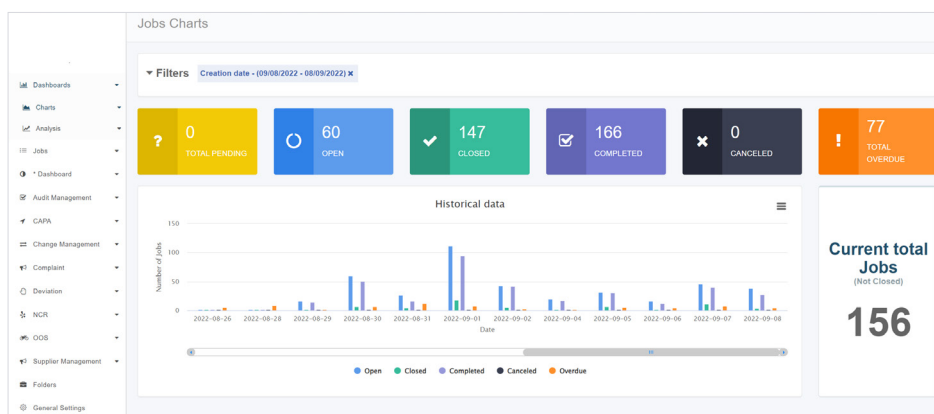 Jobs Charts
Filters Creation date - (09/08/2022 - 08/09/2022) ×
Dashboards
Charts
Analysis
Jobs
* Dashboard
Audit Management
CAPA
Change Management
Complaint
Deviation
NCR
OOS
Supplier Management
Folders
General Settings
0
TOTAL PENDING
60
OPEN
147
CLOSED
166
COMPLETED
0
CANCELED
77
TOTAL
OVERDUE
Historical data
Number of Jobs
150
100
50
0
2022-08-26 2022-08-28 2022-08-29 2022-08-30 2022-08-31 2022-09-01 2022-09-02 2022-09-04 2022-09-05 2022-09-06 2022-09-07 2022-09-08
Date
Open Closed Completed Canceled Overdue
Current total
Jobs
(Not Closed)
156